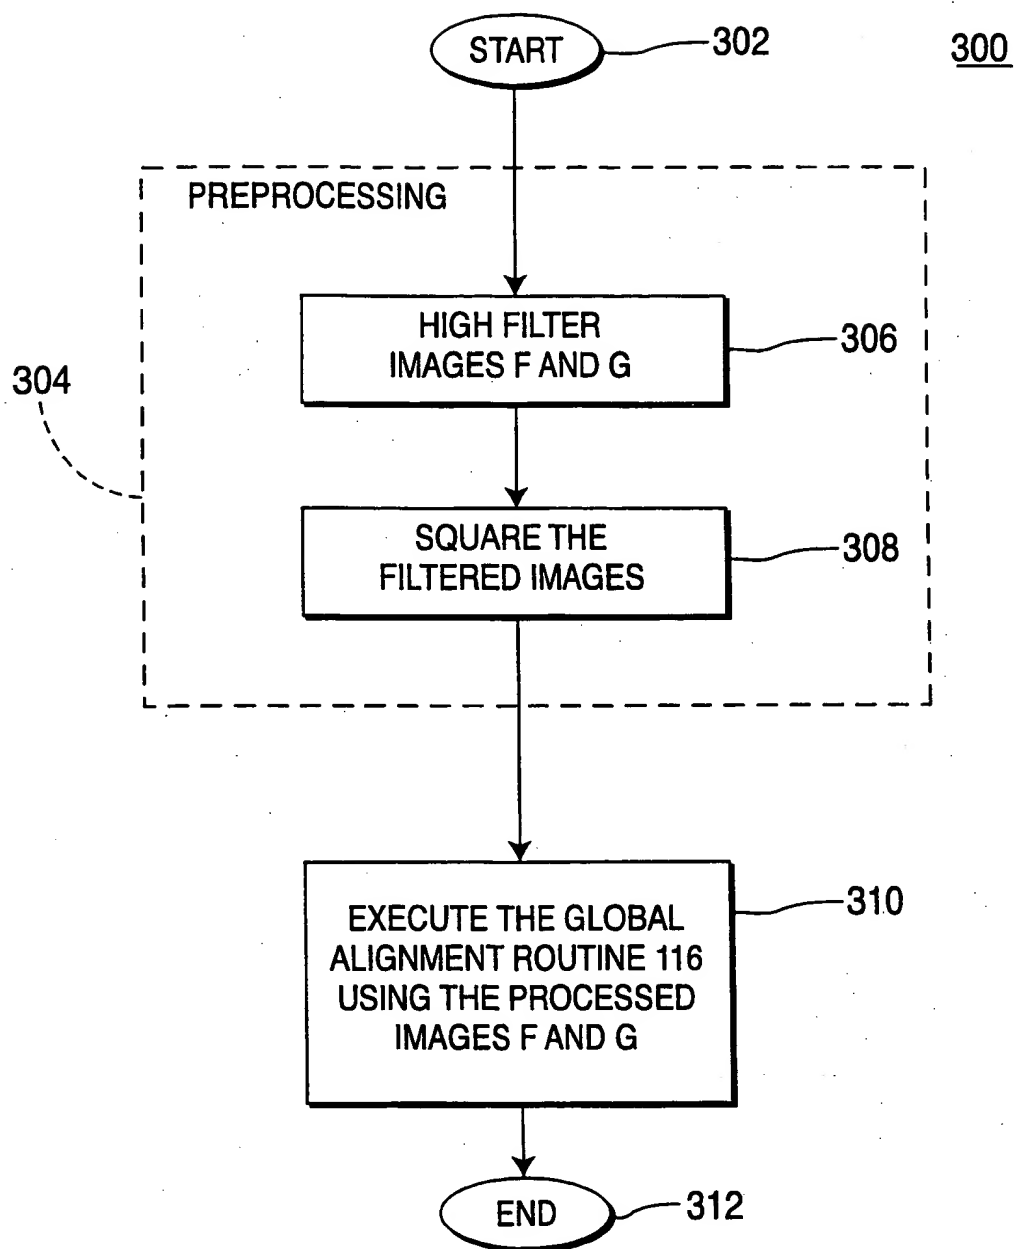 START
302
300
PREPROCESSING
HIGH FILTER
IMAGES F AND G
306
304
SQUARE THE
FILTERED IMAGES
308
EXECUTE THE GLOBAL
ALIGNMENT ROUTINE 116
USING THE PROCESSED
IMAGES F AND G
310
END
312